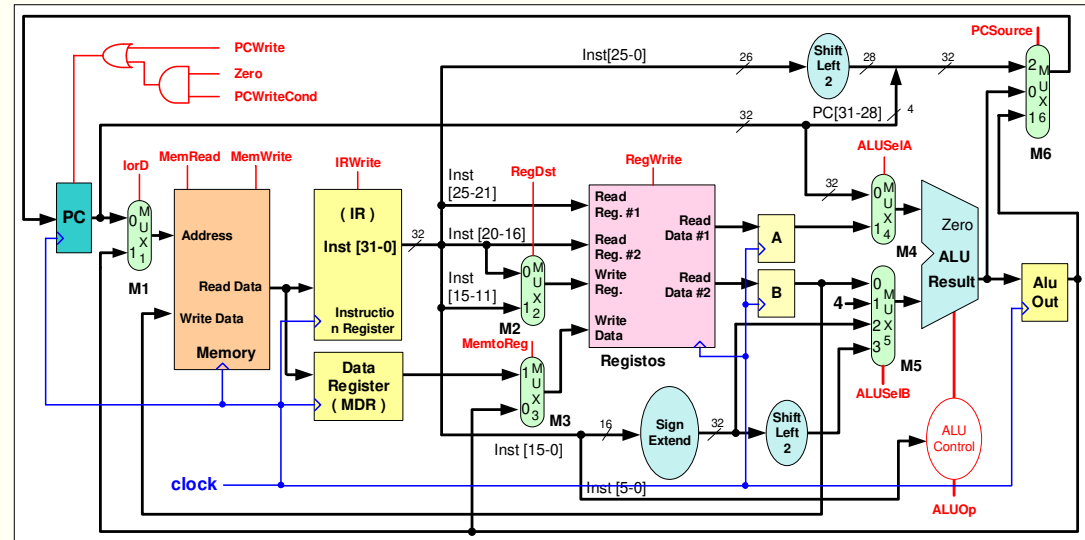 PCWrite
Zero
PCWriteCond
Inst[25-0]
26
Shift
Left
2
28
32
PCSource
2
0
1
M
U
X
6
M6
PC[31-28]
4
32
IorD
MemRead
MemWrite
IRWrite
RegDst
RegWrite
ALUSelA
PC
0
1
M
U
X
1
M1
Address
Read Data
Write Data
Memory
( IR )
Inst [31-0]
Instructio
n Register
32
Data
Register
( MDR )
Inst
[25-21]
Inst [20-16]
Inst
[15-11]
0
1
M
U
X
2
M2
MemtoReg
1
0
M
U
X
3
M3
Read
Reg. #1
Read
Reg. #2
Write
Reg.
Write
Data
Read
Data #1
Read
Data #2
Registos
A
B
32
0
1
M
U
X
4
M4
4
0
1
2
3
M
U
X
5
M5
ALUSelB
Zero
ALU
Result
Alu
Out
Inst [15-0]
16
Sign
Extend
32
Shift
Left
2
ALU
Control
ALUOp
clock
Inst [5-0]